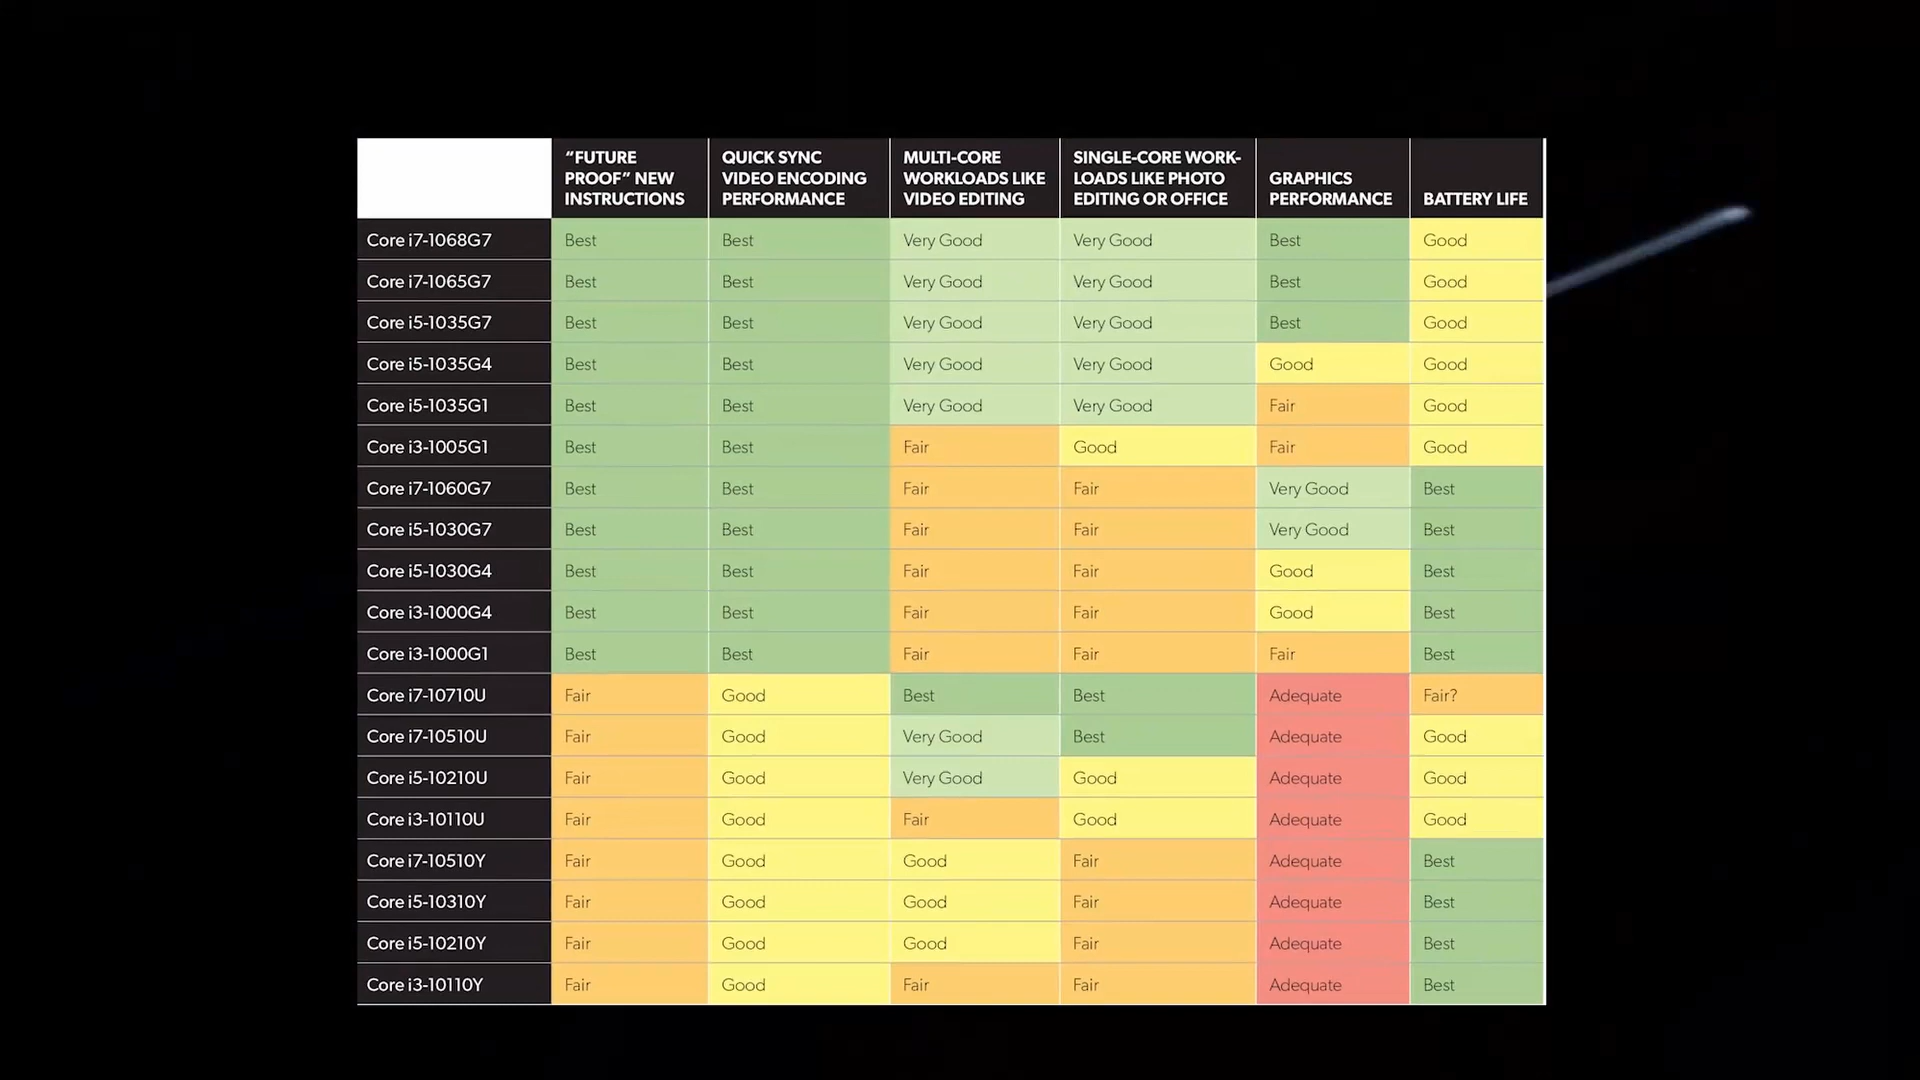 “FUTURE PROOF” NEW INSTRUCTIONS QUICK SYNC VIDEO ENCODING PERFORMANCE MULTI-CORE WORKLOADS LIKE VIDEO EDITING SINGLE-CORE WORK-LOADS LIKE PHOTO EDITING OR OFFICE GRAPHICS PERFORMANCE BATTERY LIFE
Core i7-1068G7 Best Best Very Good Very Good Best Good
Core i7-1065G7 Best Best Very Good Very Good Best Good
Core i5-1035G7 Best Best Very Good Very Good Best Good
Core i5-1035G4 Best Best Very Good Very Good Good Good
Core i5-1035G1 Best Best Very Good Very Good Fair Good
Core i3-1005G1 Best Best Fair Good Fair Good
Core i7-1060G7 Best Best Fair Fair Very Good Best
Core i5-1030G7 Best Best Fair Fair Very Good Best
Core i5-1030G4 Best Best Fair Fair Good Best
Core i3-1000G4 Best Best Fair Fair Good Best
Core i3-1000G1 Best Best Fair Fair Fair Best
Core i7-10710U Fair Good Best Best Adequate Fair?
Core i7-10510U Fair Good Very Good Best Adequate Good
Core i5-10210U Fair Good Very Good Good Adequate Good
Core i3-10110U Fair Good Fair Good Adequate Good
Core i7-10510Y Fair Good Good Fair Adequate Best
Core i5-10310Y Fair Good Good Fair Adequate Best
Core i5-10210Y Fair Good Good Fair Adequate Best
Core i3-10110Y Fair Good Fair Fair Adequate Best